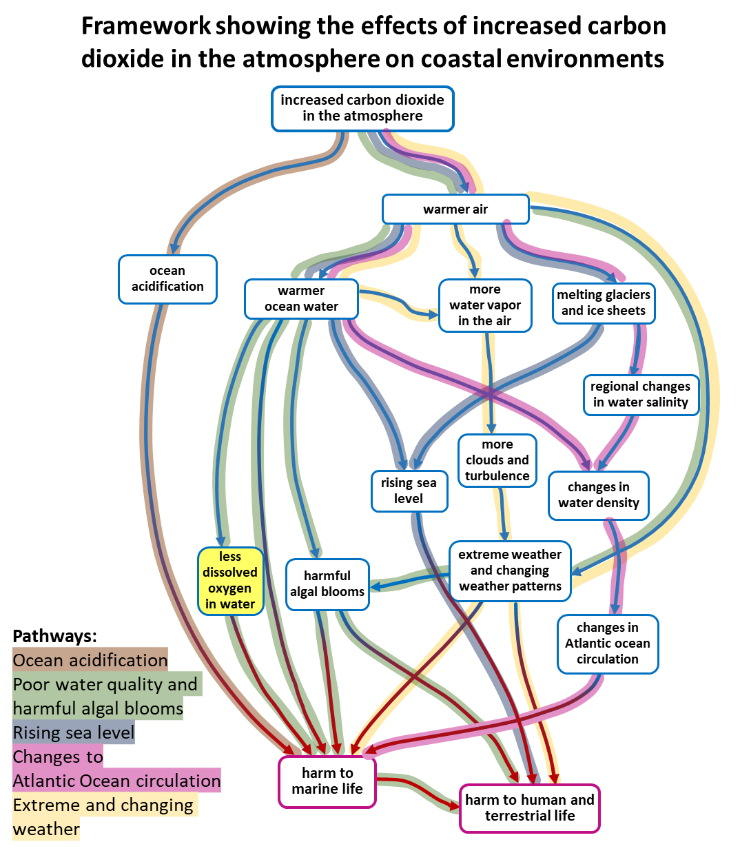 Framework showing the effects of increased carbon
dioxide in the atmosphere on coastal environments
increased carbon dioxide
in the atmosphere
warmer air
ocean
acidification
warmer
ocean water
more
water vapor
in the air
melting glaciers
and ice sheets
regional changes
in water salinity
more
clouds and
turbulence
rising sea
level
changes in
water density
less
dissolved
oxygen
in water
harmful
algal blooms
extreme weather
and changing
weather patterns
changes in
Atlantic ocean
circulation
Pathways:
Ocean acidification
Poor water quality and
harmful algal blooms
Rising sea level
Changes to
Atlantic Ocean circulation
Extreme and changing
weather
harm to
marine life
harm to human and
terrestrial life